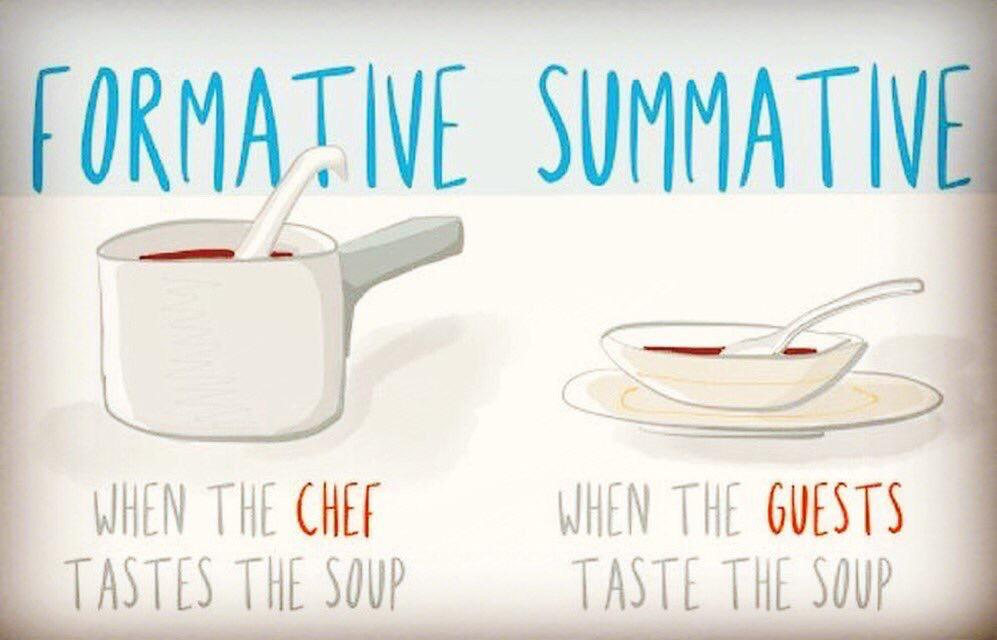 FORMATIVE
WHEN THE CHEF
TASTES THE SOUP
SUMMATIVE
WHEN THE GUESTS
TASTE THE SOUP